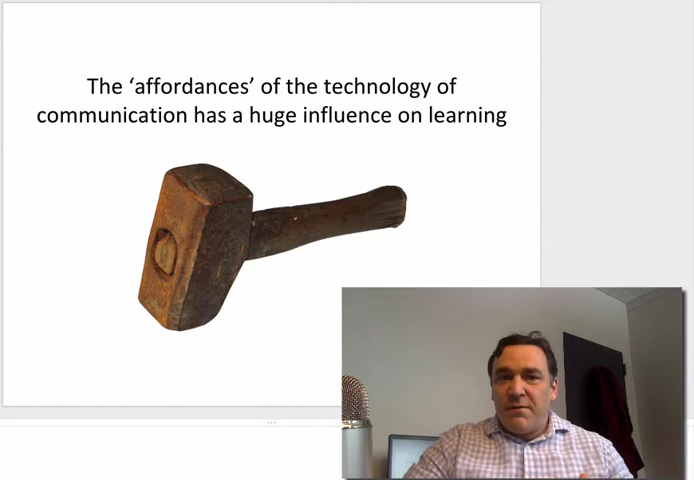 The ‘affordances’ of the technology of
communication has a huge influence on learning